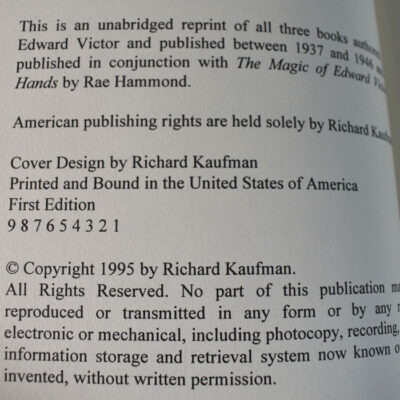 This is an unabridged reprint of all three books authored
Edward Victor and published between 1937 and 1946 and
published in conjunction with The Magic of Edward Victor's
Hands by Rae Hammond.
American publishing rights are held solely by Richard Kaufman
Cover Design by Richard Kaufman
Printed and Bound in the United States of America
First Edition
9 8 7 6 5 4 3 2 1
© Copyright 1995 by Richard Kaufman.
All Rights Reserved. No part of this publication ma
reproduced or transmitted in any form or by any
electronic or mechanical, including photocopy, recording,
information storage and retrieval system now known o
invented, without written permission.